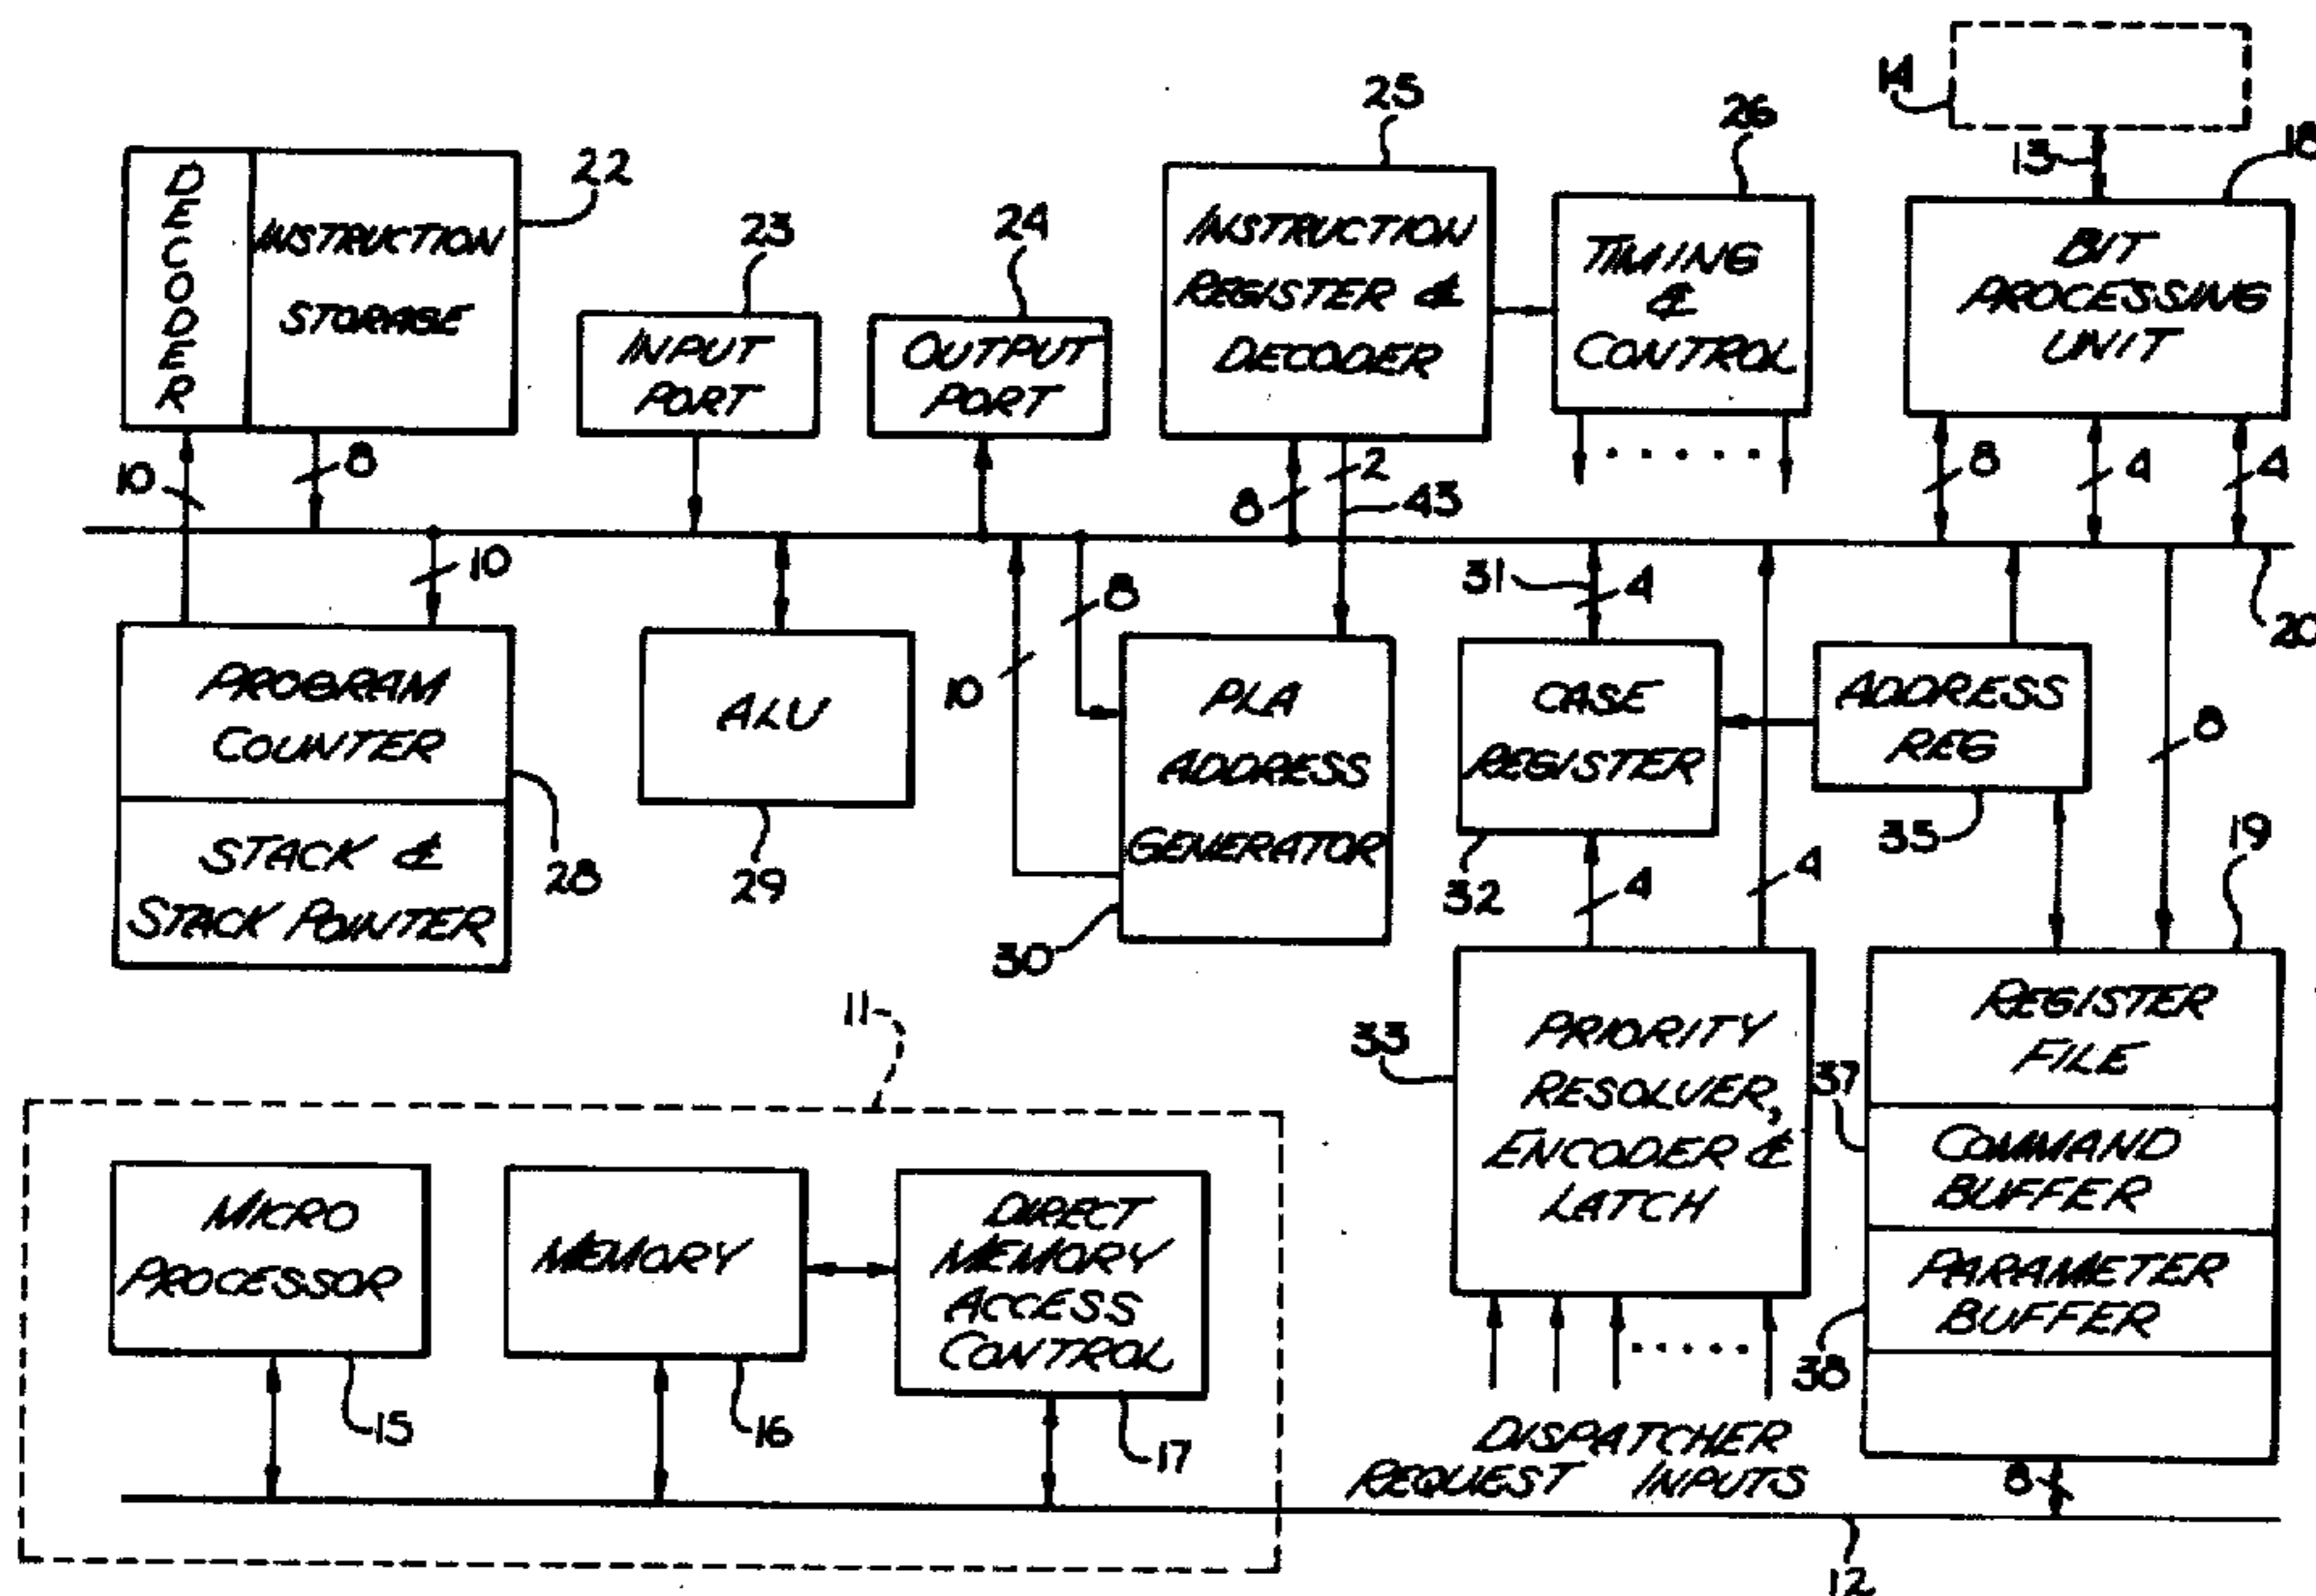 14
13
18
DECODER
INSTRUCTION
STORAGE
22
23
INPUT
PORT
24
OUTPUT
PORT
25
INSTRUCTION
REGISTER &
DECODER
26
TIMING
&
CONTROL
BIT
PROCESSING
UNIT
10
8
8
2
43
8
4
4
10
31
4
20
PROGRAM
COUNTER
STACK &
STACK POINTER
28
ALU
29
10
8
PLA
ADDRESS
GENERATOR
30
CASE
REGISTER
32
4
4
ADDRESS
REG
35
8
19
11
MICRO
PROCESSOR
15
MEMORY
16
DIRECT
MEMORY
ACCESS
CONTROL
17
33
PRIORITY
RESOLVER,
ENCODER &
LATCH
DISPATCHER
REQUEST INPUTS
REGISTER
FILE
37
COMMAND
BUFFER
PARAMETER
BUFFER
38
8
12